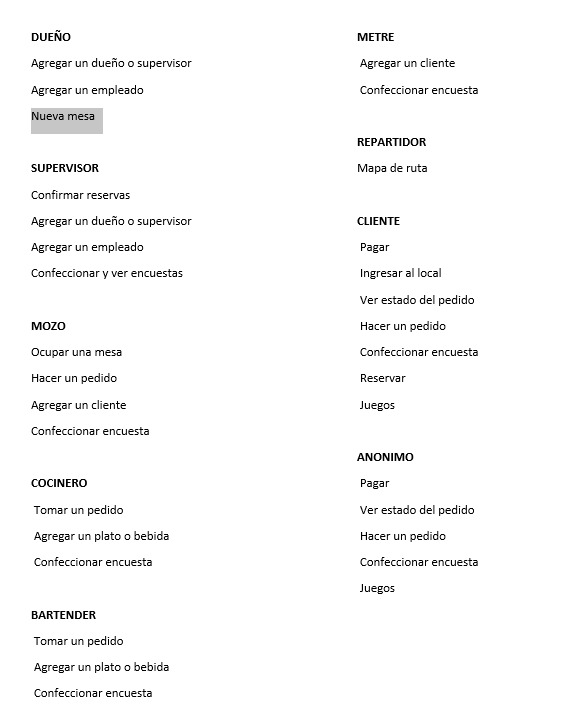 DUEÑO
Agregar un dueño o supervisor
Agregar un empleado
Nueva mesa
SUPERVISOR
Confirmar reservas
Agregar un dueño o supervisor
Agregar un empleado
Confeccionar y ver encuestas
MOZO
Ocupar una mesa
Hacer un pedido
Agregar un cliente
Confeccionar encuesta
COCINERO
Tomar un pedido
Agregar un plato o bebida
Confeccionar encuesta
BARTENDER
Tomar un pedido
Agregar un plato o bebida
Confeccionar encuesta
METRE
Agregar un cliente
Confeccionar encuesta
REPARTIDOR
Mapa de ruta
CLIENTE
Pagar
Ingresar al local
Ver estado del pedido
Hacer un pedido
Confeccionar encuesta
Reservar
Juegos
ANONIMO
Pagar
Ver estado del pedido
Hacer un pedido
Confeccionar encuesta
Juegos